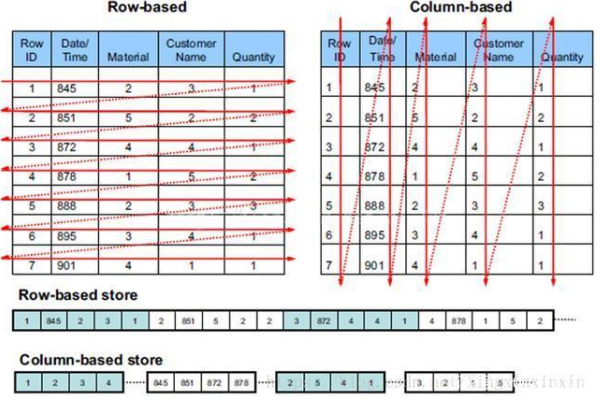 Row-based Column-based
Row ID Date/ Time Material Customer Name Quantity Row ID Date/ Time Material Customer Name Quantity
1 845 2 3 1 1 845 2 3 1
2 851 5 2 2 2 851 5 2 2
3 872 4 4 1 3 872 4 4 1
4 878 1 5 2 4 878 1 5 2
5 888 2 3 3 5 888 2 3 3
6 895 3 4 1 6 895 3 4 1
7 901 4 1 1 7 901 4 1 1
Row-based store
1 845 2 3 1 2 851 5 2 2 3 872 4 4 1 4 878 1 5 2
Column-based store
1 2 3 4 845 851 872 878 2 5 4 1 3 2 4 5